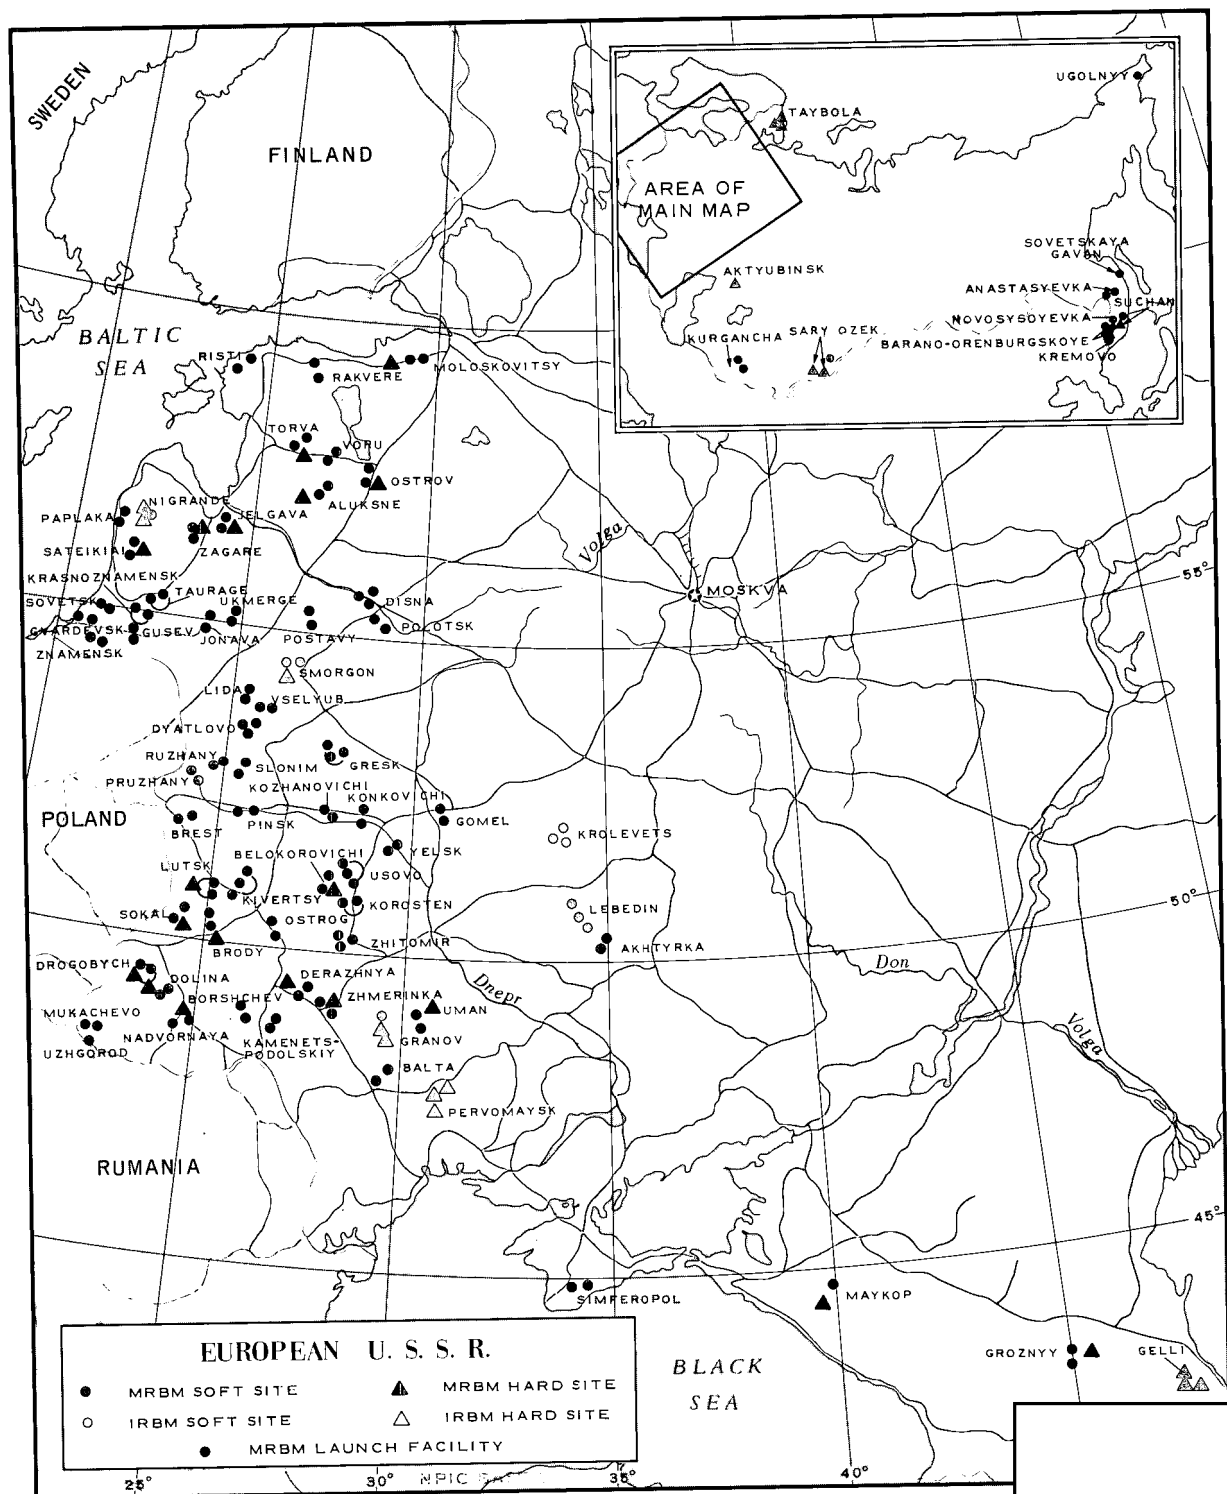 SWEDEN
FINLAND
UGOLNYY
TAYBOLA
AREA OF
MAIN MAP
SOVETSKAYA
GAVAN
AKTYUBINSK
ANASTASYEVKA
SUCHAN
NOVOSYSOYEVKA
KURGANCHA
SARY OZEK
BARANO-ORENBURGSKOYE
KREMOVO
BALTIC
SEA
RISTI
RAKVERE
MOLOSKOVITSY
TORVA
VORU
OSTROV
ALUKSNE
NIGRANDE
PAPLAKA
JELGAVA
SATEIKIAI
ZAGARE
Volga
KRASNOZNAMENSK
TAURAGE
SOVETSK
UKMERGE
DISNA
MOSKVA
55°
GVARDEVSK
GUSEV
JONAVA
POSTAVY
POLOTSK
ZNAMENSK
SMORGON
LIDA
VSELYUB
DYATLOVO
RUZHANY
SLONIM
GRESK
PRUZHANY
KOZHANOVICHI
KONKOVICHI
POLAND
BREST
PINSK
GOMEL
KROLEVETS
BELOKOROVICHI
YELSK
LUTSK
USOVO
KIVERTSY
KOROSTEN
LEBEDIN
50°
SOKAL
OSTROG
ZHITOMIR
AKHTYRKA
BRODY
Don
DROGOBYCH
DOLINA
DERAZHNYA
Dnepr
BORSHCHEV
ZHMERINKA
UMAN
MUKACHEVO
NADVORNAYA
KAMENETS-
PODOLSKIY
GRANOV
Volga
UZHGOROD
BALTA
PERVOMAYSK
RUMANIA
45°
SIMFEROPOL
MAYKOP
GROZNYY
GELLI
BLACK
SEA
EUROPEAN U. S. S. R.
MRBM SOFT SITE
MRBM HARD SITE
IRBM SOFT SITE
IRBM HARD SITE
MRBM LAUNCH FACILITY
25°
30°
NPIC
35°
40°